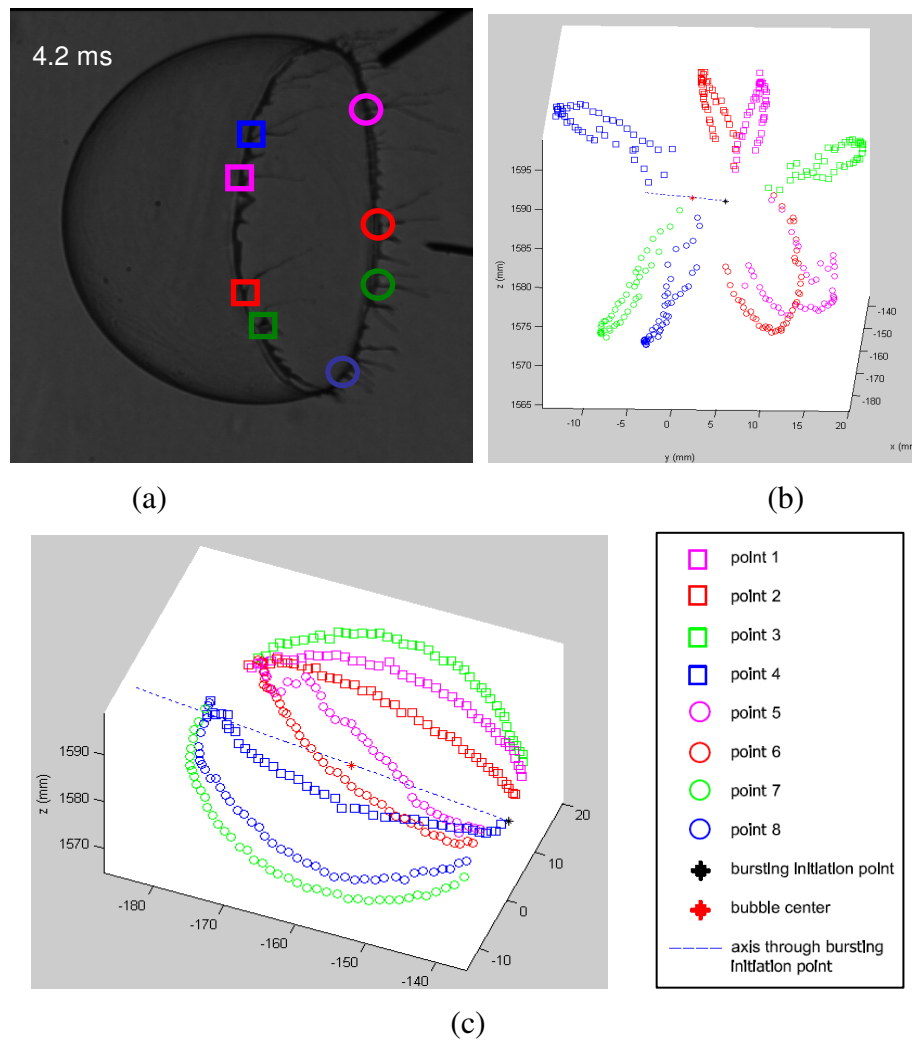 4.2 ms
1595
1590
1585
1580
1575
1570
1565
z (mm)
-10
-5
0
5
10
15
20
y (mm)
-140
-150
-160
-170
-180
x (mm
(a)
(b)
1590
1580
1570
z (mm)
-180
-170
-160
-150
-140
-10
0
10
20
point 1
point 2
point 3
point 4
point 5
point 6
point 7
point 8
bursting initiation point
bubble center
axis through bursting
initiation point
(c)